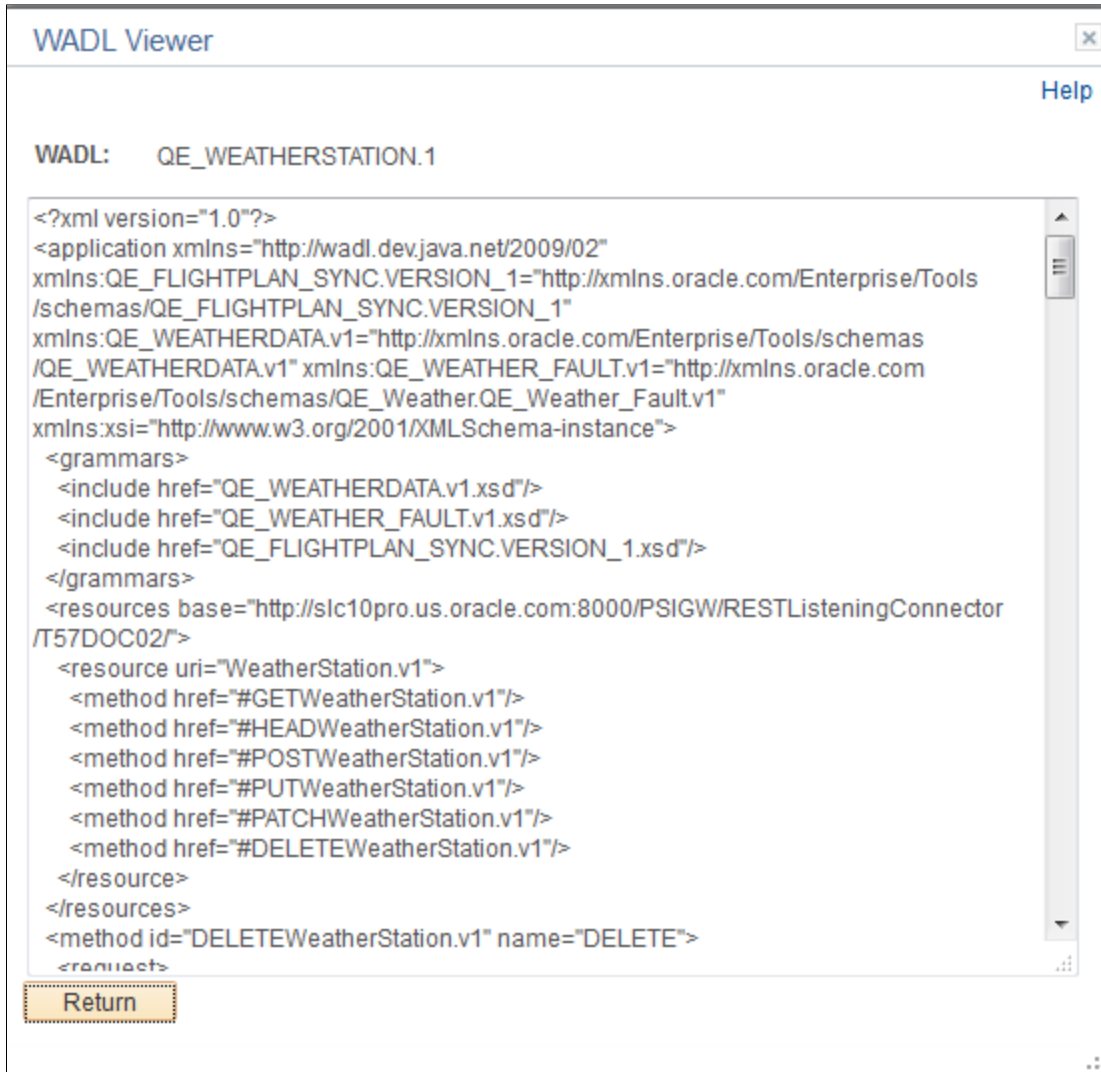 WADL Viewer
Help
WADL: QE_WEATHERSTATION.1
<?xml version="1.0"?>
<application xmlns="http://wadl.dev.java.net/2009/02"
xmlns:QE_FLIGHTPLAN_SYNC.VERSION_1="http://xmlns.oracle.com/Enterprise/Tools
/schemas/QE_FLIGHTPLAN_SYNC.VERSION_1"
xmlns:QE_WEATHERDATA.v1="http://xmlns.oracle.com/Enterprise/Tools/schemas
/QE_WEATHERDATA.v1" xmlns:QE_WEATHER_FAULT.v1="http://xmlns.oracle.com
/Enterprise/Tools/schemas/QE_Weather.QE_Weather_Fault.v1"
xmlns:xsi="http://www.w3.org/2001/XMLSchema-instance">
<grammars>
<include href="QE_WEATHERDATA.v1.xsd"/>
<include href="QE_WEATHER_FAULT.v1.xsd"/>
<include href="QE_FLIGHTPLAN_SYNC.VERSION_1.xsd"/>
</grammars>
<resources base="http://slc10pro.us.oracle.com:8000/PSIGW/RESTListeningConnector
/T57DOC02/">
<resource uri="WeatherStation.v1">
<method href="#GETWeatherStation.v1"/>
<method href="#HEADWeatherStation.v1"/>
<method href="#POSTWeatherStation.v1"/>
<method href="#PUTWeatherStation.v1"/>
<method href="#PATCHWeatherStation.v1"/>
<method href="#DELETEWeatherStation.v1"/>
</resource>
</resources>
<method id="DELETEWeatherStation.v1" name="DELETE">
<request>
Return